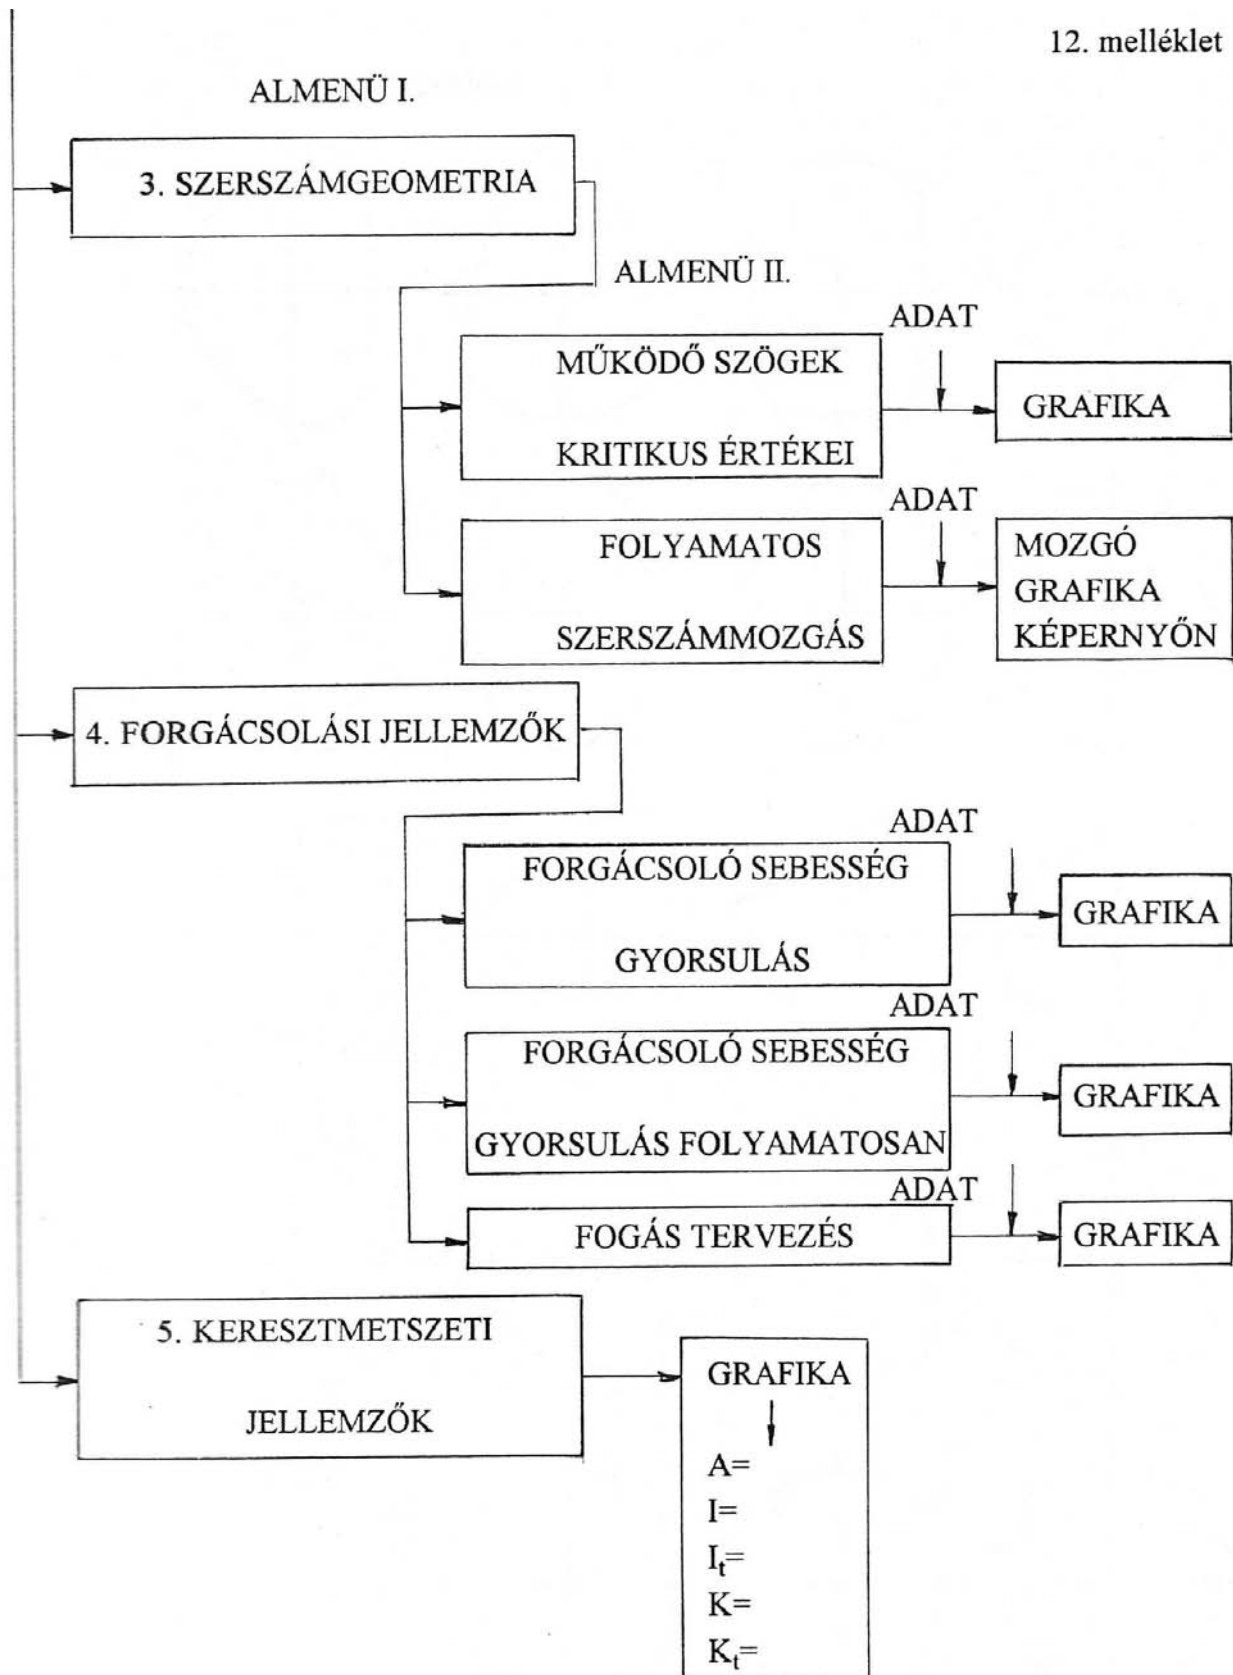 12. melléklet
ALMENÜ I.
3. SZERSZÁMGEOMETRIA
ALMENÜ II.
ADAT
MŰKÖDŐ SZÖGEK
KRITIKUS ÉRTÉKEI
GRAFIKA
ADAT
FOLYAMATOS
SZERSZÁMMOZGÁS
MOZGÓ
GRAFIKA
KÉPERNYŐN
4. FORGÁCSOLÁSI JELLEMZŐK
ADAT
FORGÁCSOLÓ SEBESSÉG
GYORSULÁS
GRAFIKA
ADAT
FORGÁCSOLÓ SEBESSÉG
GYORSULÁS FOLYAMATOSAN
GRAFIKA
ADAT
FOGÁS TERVEZÉS
GRAFIKA
5. KERESZTMETSZETI
JELLEMZŐK
GRAFIKA
A=
I=
Iₜ=
K=
Kₜ=